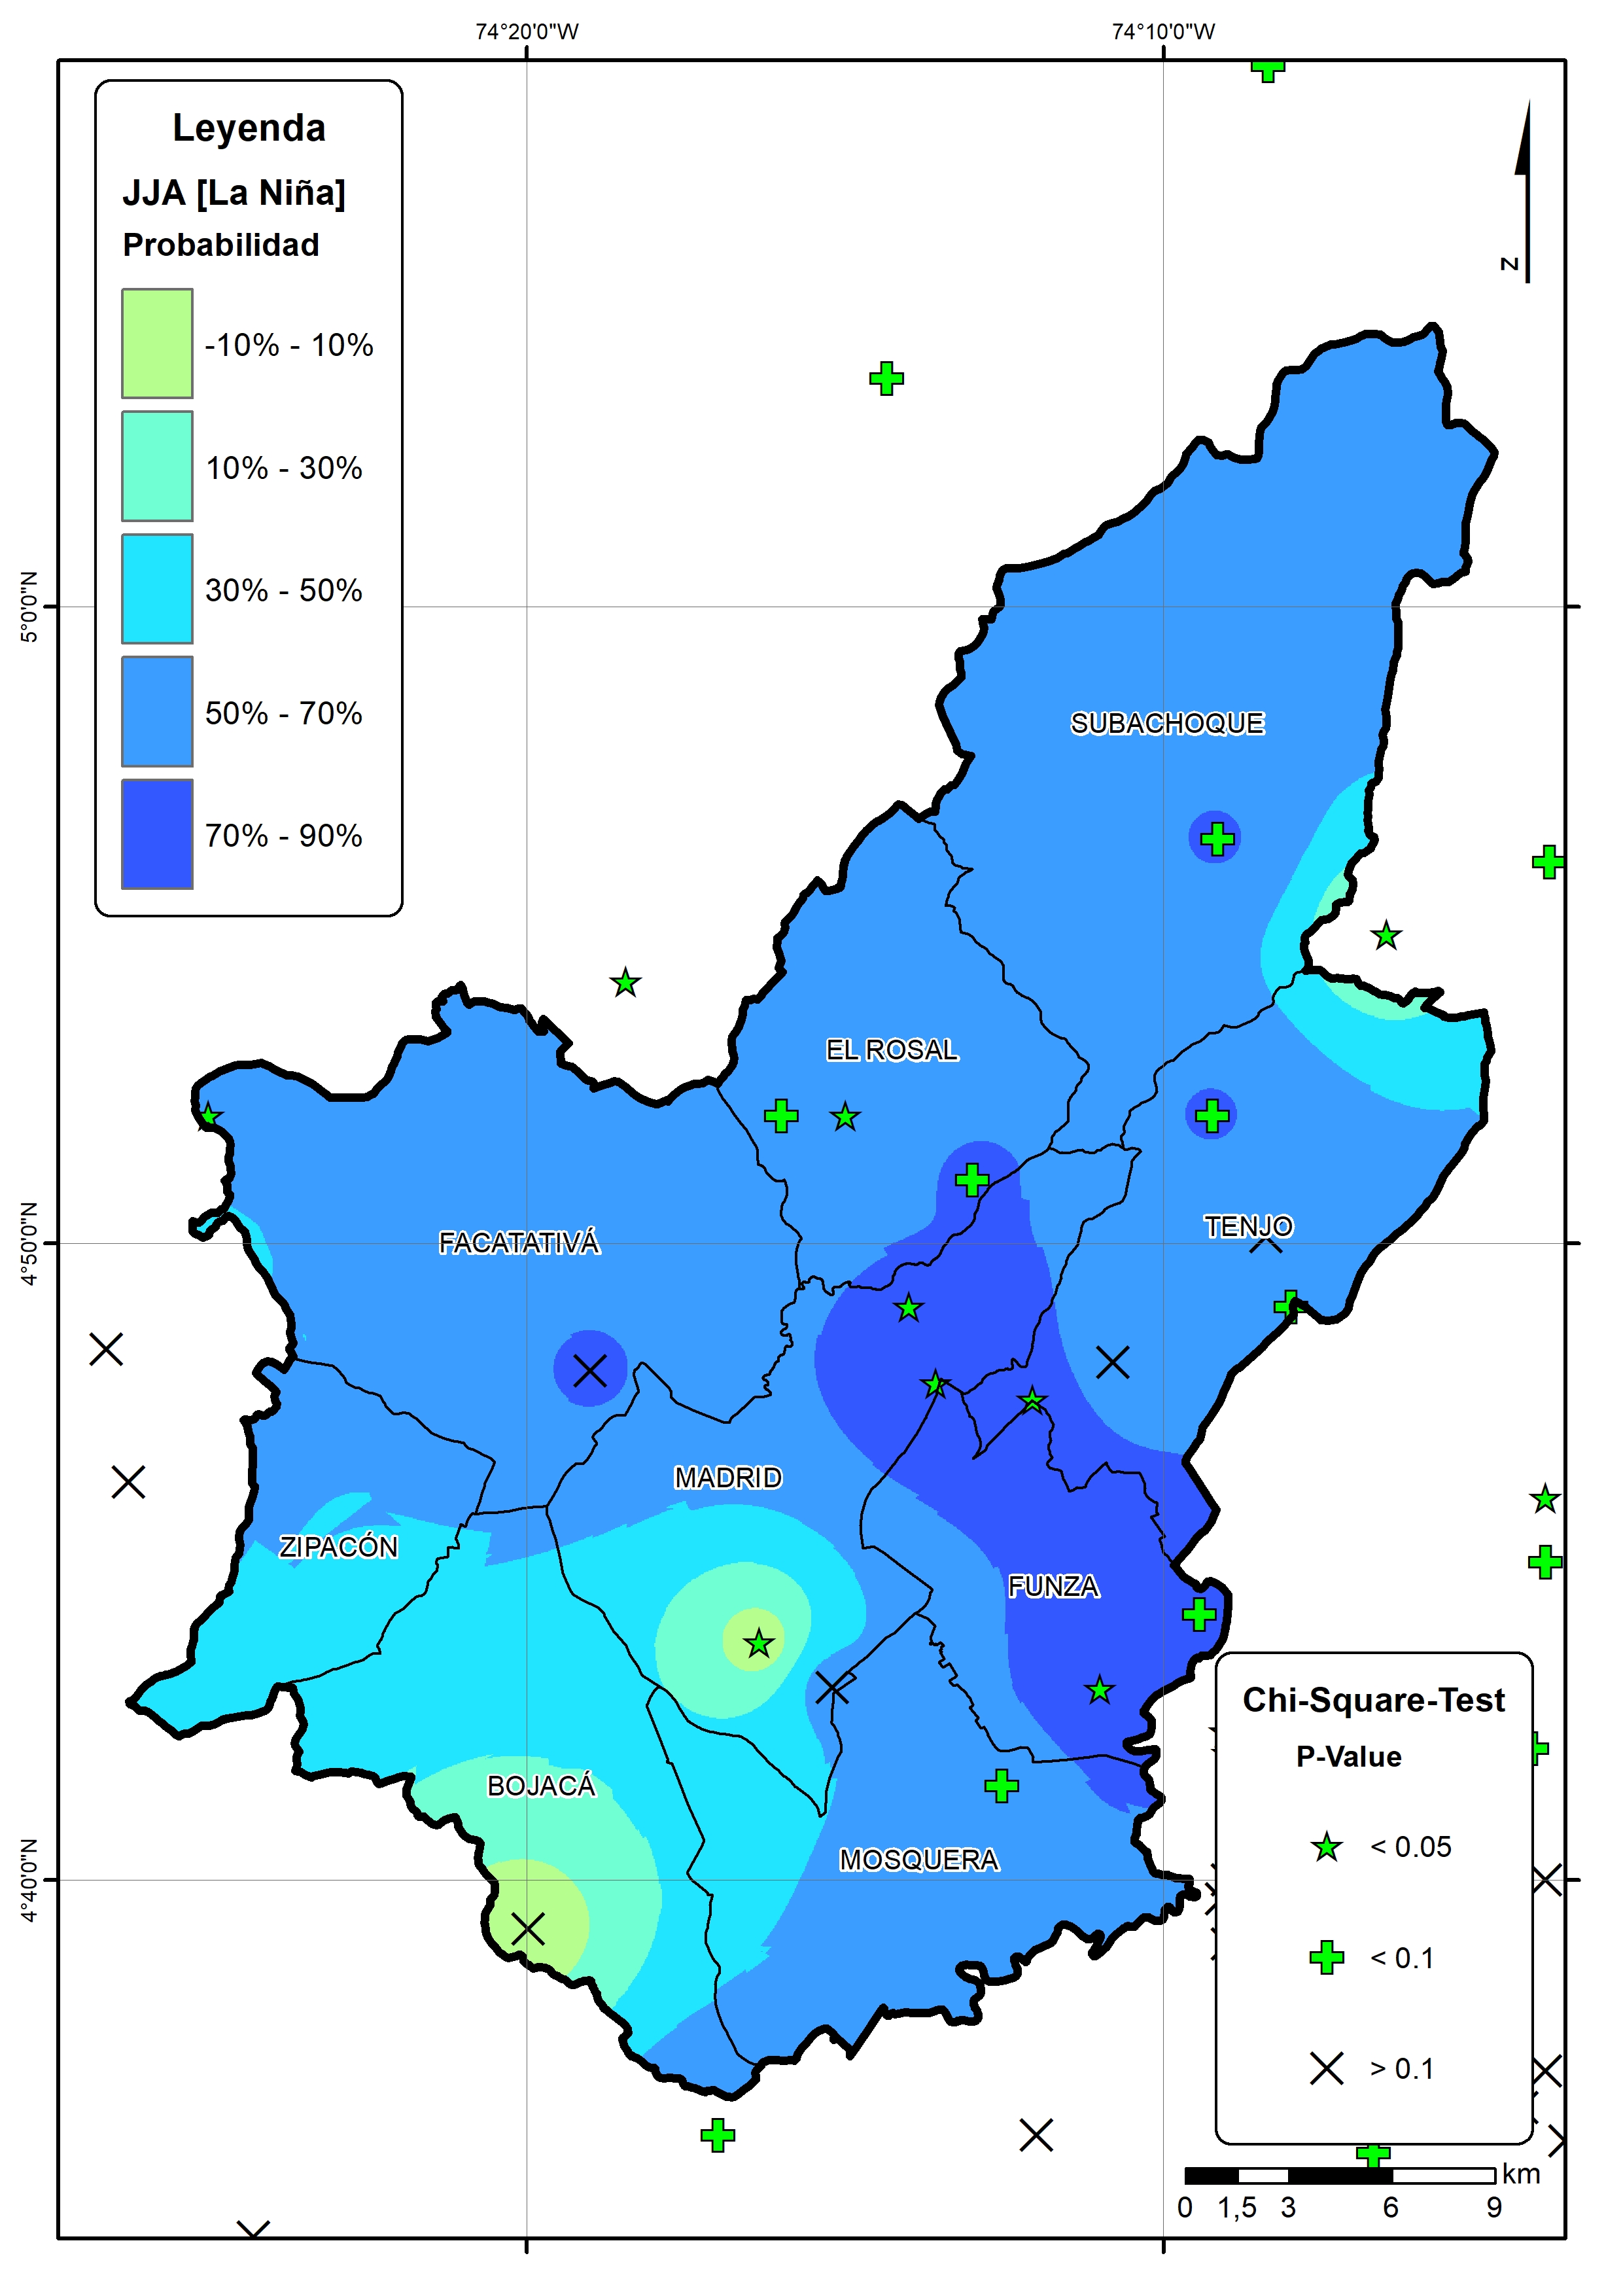 74°20'0"W
74°10'0"W
Leyenda
JJA [La Niña]
Probabilidad
-10% - 10%
10% - 30%
30% - 50%
50% - 70%
70% - 90%
N
5°0'0"N
4°50'0"N
4°40'0"N
SUBACHOQUE
EL ROSAL
FACATATIVÁ
TENJO
MADRID
ZIPACÓN
FUNZA
BOJACÁ
MOSQUERA
Chi-Square-Test
P-Value
< 0.05
< 0.1
> 0.1
km
0 1,5 3 6 9